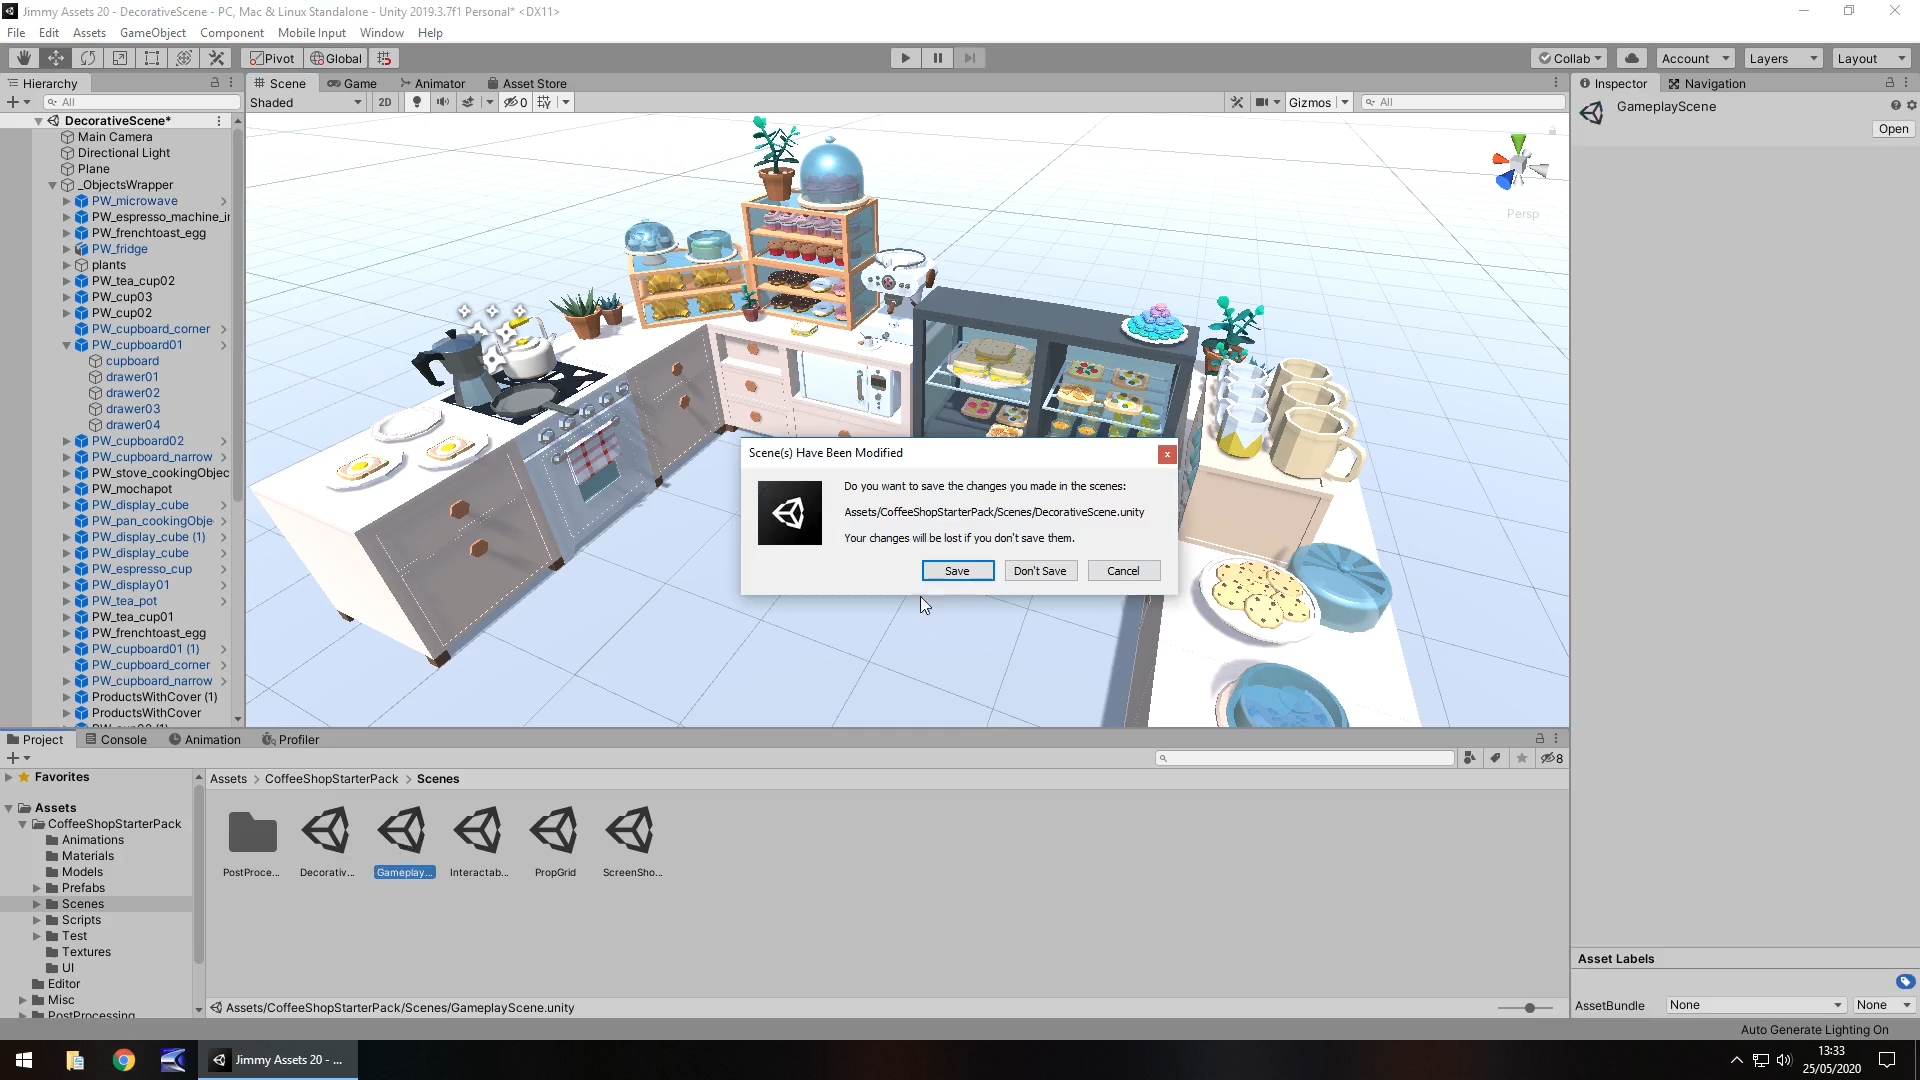 Jimmy Assets 20 - DecorativeScene - PC, Mac & Linux Standalone - Unity 2019.3.7f1 Personal* <DX11>
File Edit Assets GameObject Component Mobile Input Window Help
Pivot Global Collab Account Layers Layout
Hierarchy
All
DecorativeScene*
Main Camera
Directional Light
Plane
_ObjectsWrapper
PW_microwave
PW_espresso_machine_in
PW_frenchtoast_egg
PW_fridge
plants
PW_tea_cup02
PW_cup03
PW_cup02
PW_cupboard_corner
PW_cupboard01
cupboard
drawer01
drawer02
drawer03
drawer04
PW_cupboard02
PW_cupboard_narrow
PW_stove_cookingObjec
PW_mochapot
PW_display_cube
PW_pan_cookingObje
PW_display_cube (1)
PW_display_cube
PW_espresso_cup
PW_display01
PW_tea_pot
PW_tea_cup01
PW_frenchtoast_egg
PW_cupboard01 (1)
PW_cupboard_corner
PW_cupboard_narrow
ProductsWithCover (1)
ProductsWithCover
Scene Game Animator Asset Store
Shaded 2D 0 Gizmos All
Persp
Scene(s) Have Been Modified
x
Do you want to save the changes you made in the scenes:
Assets/CoffeeShopStarterPack/Scenes/DecorativeScene.unity
Your changes will be lost if you don't save them.
Save Don't Save Cancel
Inspector Navigation
GameplayScene
Open
Asset Labels
AssetBundle None None
Project Console Animation Profiler
8
Favorites
Assets
CoffeeShopStarterPack
Animations
Materials
Models
Prefabs
Scenes
Scripts
Test
Textures
UI
Editor
Misc
PostProcessing
Assets > CoffeeShopStarterPack > Scenes
PostProce... Decorativ... Gameplay... Interactab... PropGrid ScreenSho...
Assets/CoffeeShopStarterPack/Scenes/GameplayScene.unity
Auto Generate Lighting On
Jimmy Assets 20 - ...
13:33
25/05/2020